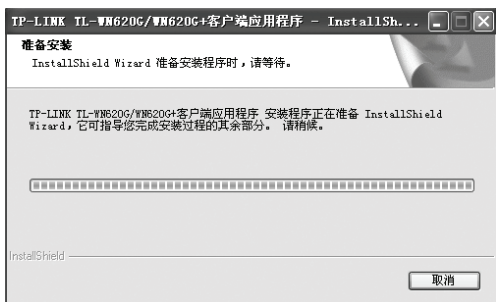 TP-LINK TL-WN620G/WN620G+客户端应用程序 - InstallSh...
准备安装
InstallShield Wizard 准备安装程序时，请等待。
TP-LINK TL-WN620G/WN620G+客户端应用程序 安装程序正在准备 InstallShield
Wizard，它可指导您完成安装过程的其余部分。 请稍候。
InstallShield
取消